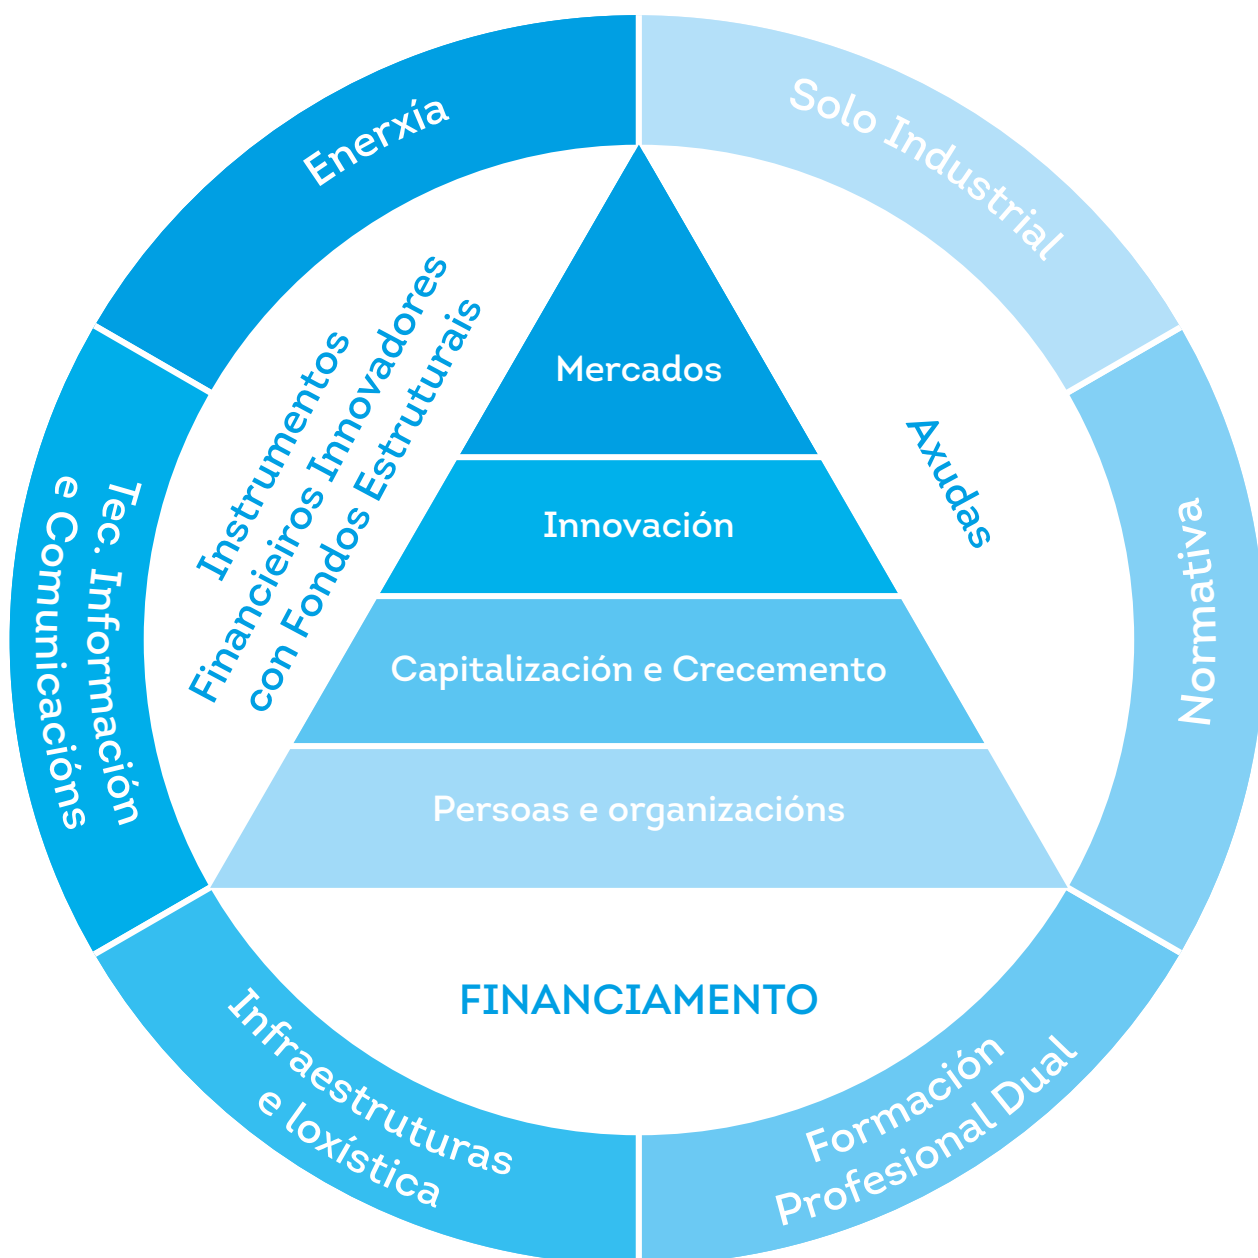 Enerxía
Solo Industrial
Instrumentos
Financieiros Innovadores
con Fondos Estruturais
Mercados
Axudas
Tec. Información
e Comunicacións
Innovación
Normativa
Capitalización e Crecemento
Persoas e organizacións
FINANCIAMENTO
Infraestruturas
e loxística
Formación
Profesional Dual